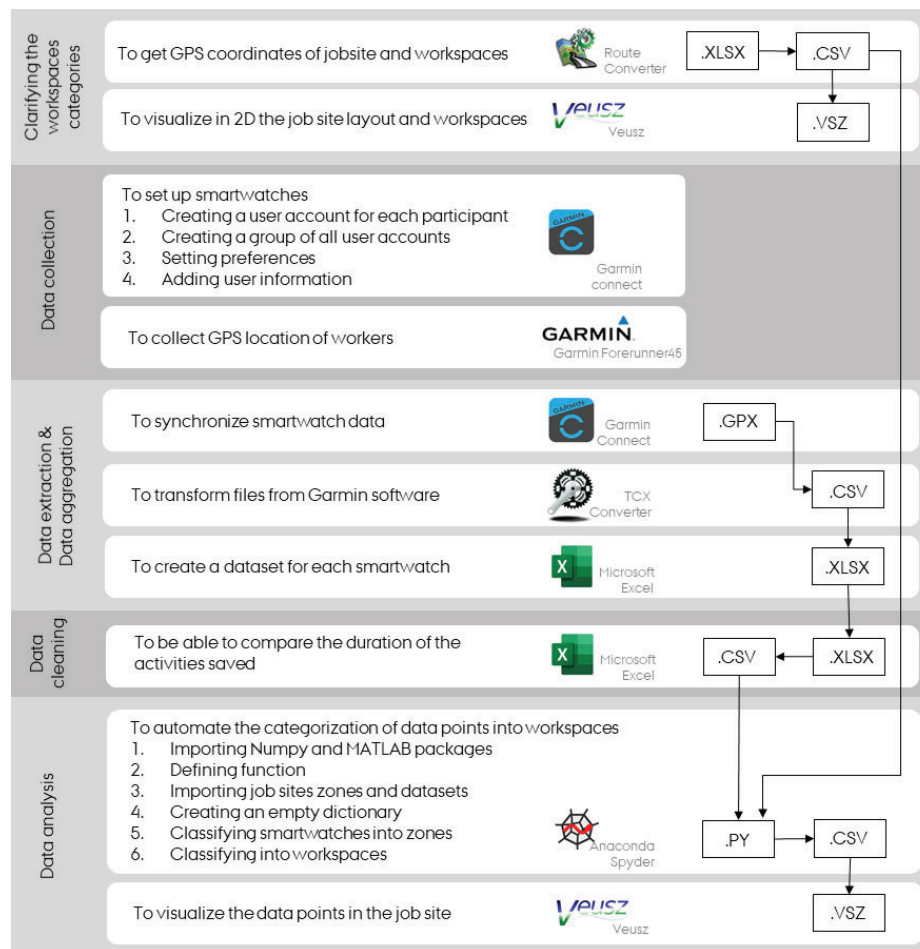 Clarifying the
workspaces
categories
To get GPS coordinates of jobsite and workspaces
Route
Converter
.XLSX
.CSV
To visualize in 2D the job site layout and workspaces
Veusz
Veusz
.VSZ
Data collection
To set up smartwatches
1. Creating a user account for each participant
2. Creating a group of all user accounts
3. Setting preferences
4. Adding user information
GARMIN
Garmin
connect
To collect GPS location of workers
GARMIN.
Garmin Forerunner45
Data extraction &
Data aggregation
To synchronize smartwatch data
GARMIN
Garmin
Connect
.GPX
To transform files from Garmin software
TCX
Converter
.CSV
To create a dataset for each smartwatch
X
Microsoft
Excel
.XLSX
Data
cleaning
To be able to compare the duration of the
activities saved
X
Microsoft
Excel
.CSV
.XLSX
Data analysis
To automate the categorization of data points into workspaces
1. Importing Numpy and MATLAB packages
2. Defining function
3. Importing job sites zones and datasets
4. Creating an empty dictionary
5. Classifying smartwatches into zones
6. Classifying into workspaces
Anaconda
Spyder
.PY
.CSV
To visualize the data points in the job site
Veusz
Veusz
.VSZ